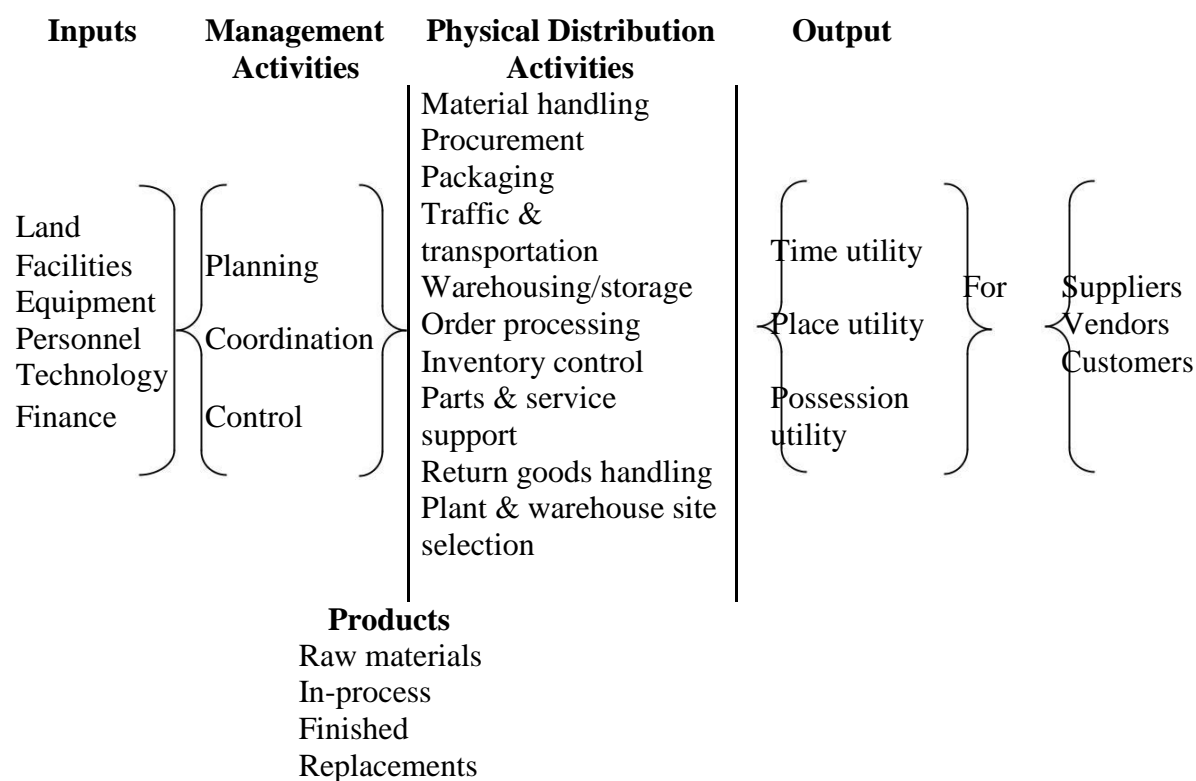 Inputs
Management
Activities
Physical Distribution
Activities
Output
Land
Facilities
Equipment
Personnel
Technology
Finance
Planning
Coordination
Control
Material handling
Procurement
Packaging
Traffic &
transportation
Warehousing/storage
Order processing
Inventory control
Parts & service
support
Return goods handling
Plant & warehouse site
selection
Time utility
Place utility
Possession
utility
For
Suppliers
Vendors
Customers
Products
Raw materials
In-process
Finished
Replacements